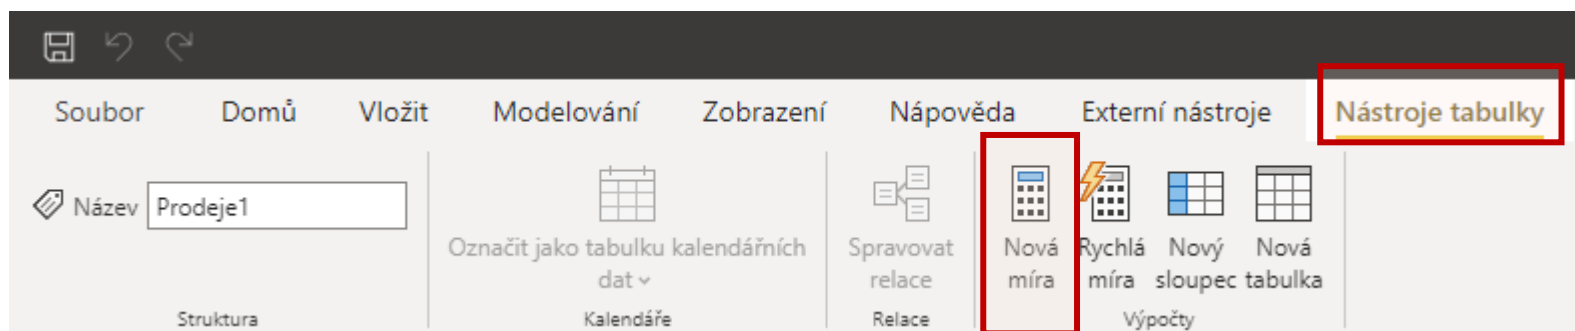 Soubor Domů Vložit Modelování Zobrazení Nápověda Externí nástroje Nástroje tabulky
Název Prodeje1
Označit jako tabulku kalendářních
dat
Spravovat
relace
Nová
míra
Rychlá
míra
Nový
sloupec
Nová
tabulka
Struktura Kalendáře Relace Výpočty